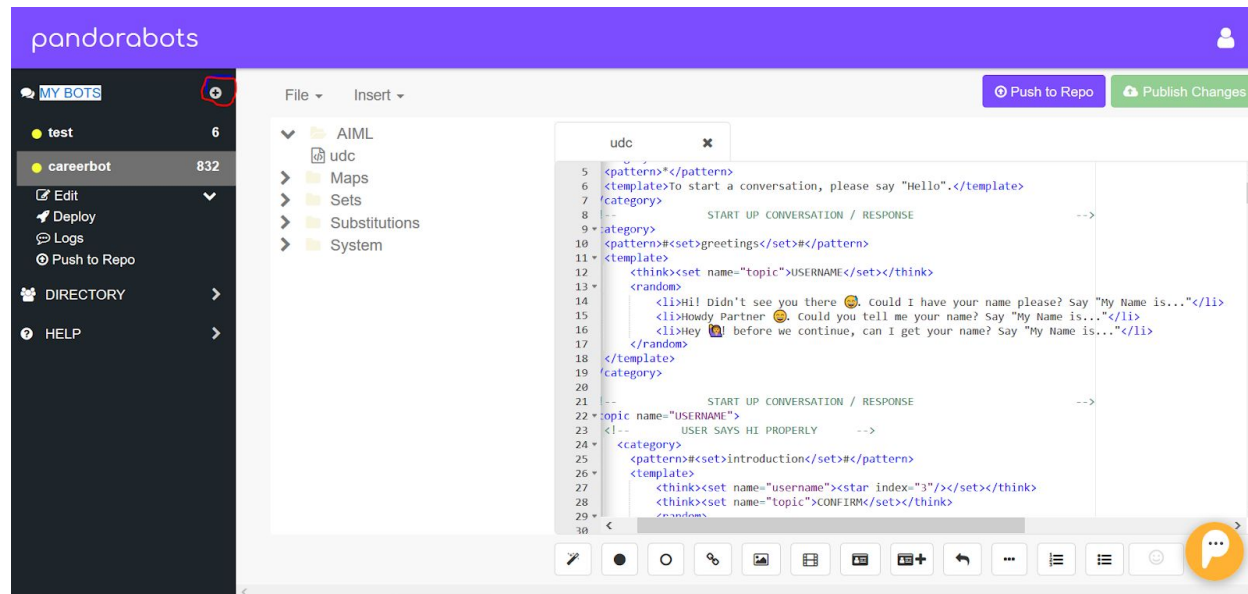 pandorabots
MY BOTS
test 6
careerbot 832
Edit
Deploy
Logs
Push to Repo
DIRECTORY
HELP
File Insert
Push to Repo
Publish Changes
AIML
udc
Maps
Sets
Substitutions
System
udc
5 <pattern>*</pattern>
6 <template>To start a conversation, please say "Hello".</template>
7 /category>
8 !-- START UP CONVERSATION / RESPONSE -->
9 category>
10 <pattern>#<set>greetings</set>#</pattern>
11 <template>
12 <think><set name="topic">USERNAME</set></think>
13 <random>
14 <li>Hi! Didn't see you there 😅. Could I have your name please? Say "My Name is..."</li>
15 <li>Howdy Partner 😄. Could you tell me your name? Say "My Name is..."</li>
16 <li>Hey 🙋! before we continue, can I get your name? Say "My Name is..."</li>
17 </random>
18 </template>
19 /category>
20
21 !-- START UP CONVERSATION / RESPONSE -->
22 topic name="USERNAME">
23 <!-- USER SAYS HI PROPERLY -->
24 <category>
25 <pattern>#<set>introduction</set>#</pattern>
26 <template>
27 <think><set name="username"><star index="3"/></set></think>
28 <think><set name="topic">CONFIRM</set></think>
29 <random>
30